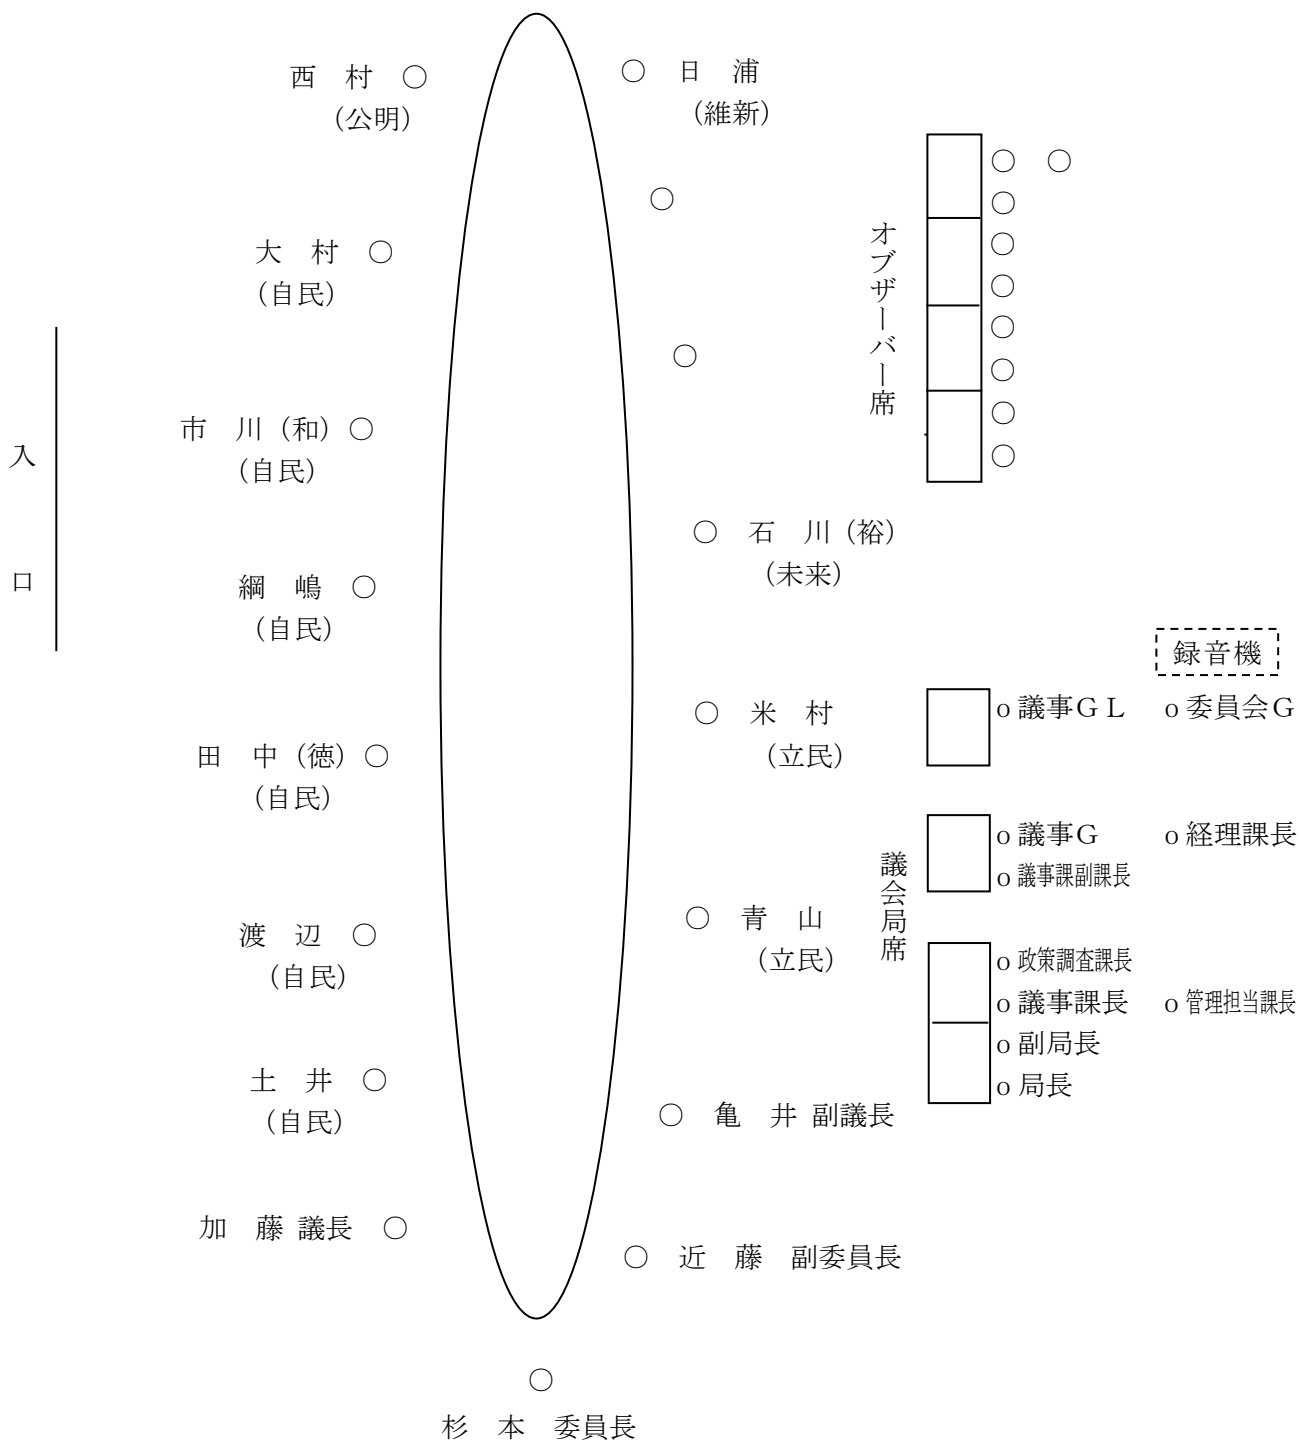 西　村 ○
（公明）
○ 日　浦
（維新）
○ ○
○
○
○
○
○
○
○
○
オブザーバー席
○
大　村 ○
（自民）
○
入口
市　川（和）○
（自民）
○ 石　川（裕）
（未来）
綱　嶋 ○
（自民）
録音機
○ 米　村
（立民）
o 議事ＧＬ　o 委員会Ｇ
田　中（徳）○
（自民）
o 議事Ｇ　o 経理課長
o 議事課副課長
議会局席
○ 青　山
（立民）
渡　辺 ○
（自民）
o 政策調査課長
o 議事課長　o 管理担当課長
o 副局長
o 局長
土　井 ○
（自民）
○ 亀　井 副議長
加　藤 議長 ○
○ 近　藤　副委員長
○
杉　本　委員長